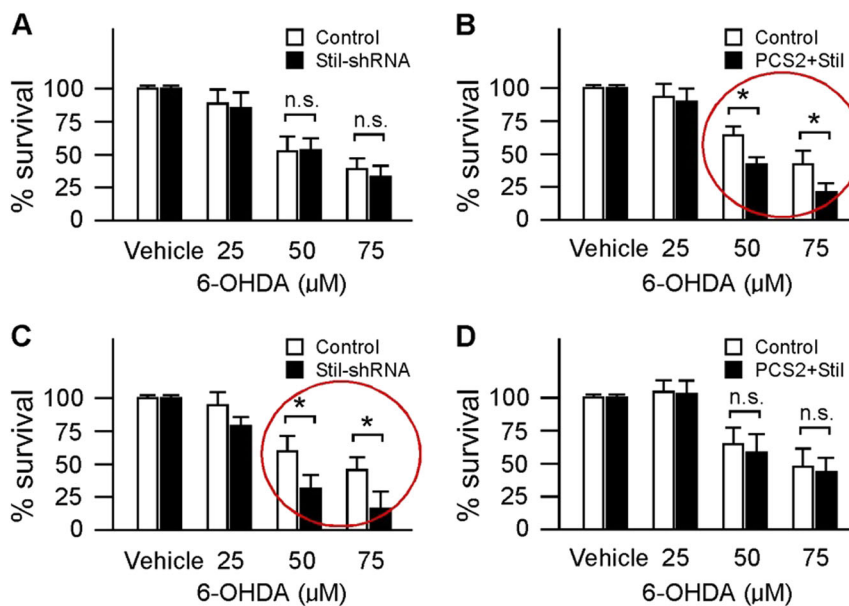 A
Control
Stil-shRNA
% survival
100
75
50
25
0
n.s.
n.s.
Vehicle 25 50 75
6-OHDA (µM)
B
Control
PCS2+Stil
% survival
100
75
50
25
0
*
*
Vehicle 25 50 75
6-OHDA (µM)
C
Control
Stil-shRNA
% survival
100
75
50
25
0
*
*
Vehicle 25 50 75
6-OHDA (µM)
D
Control
PCS2+Stil
% survival
100
75
50
25
0
n.s.
n.s.
Vehicle 25 50 75
6-OHDA (µM)